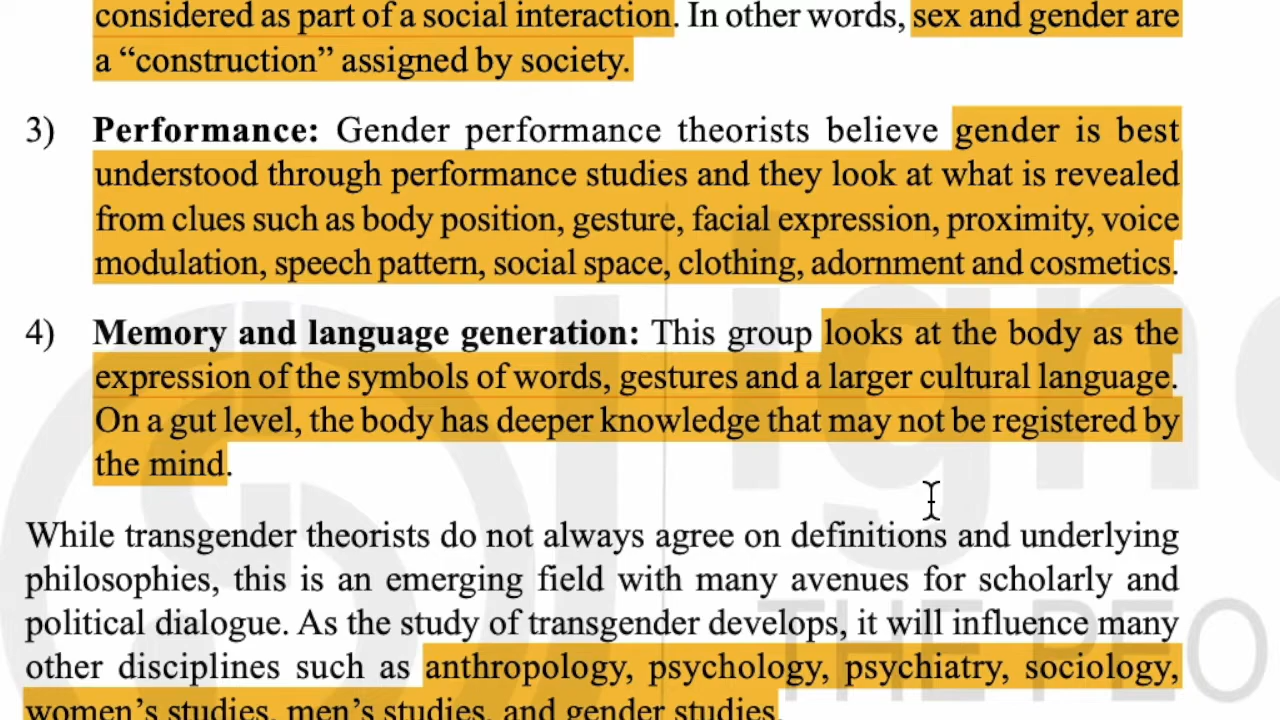 considered as part of a social interaction. In other words, sex and gender are
a “construction” assigned by society.
3) Performance: Gender performance theorists believe gender is best
understood through performance studies and they look at what is revealed
from clues such as body position, gesture, facial expression, proximity, voice
modulation, speech pattern, social space, clothing, adornment and cosmetics.
4) Memory and language generation: This group looks at the body as the
expression of the symbols of words, gestures and a larger cultural language.
On a gut level, the body has deeper knowledge that may not be registered by
the mind.
While transgender theorists do not always agree on definitions and underlying
philosophies, this is an emerging field with many avenues for scholarly and
political dialogue. As the study of transgender develops, it will influence many
other disciplines such as anthropology, psychology, psychiatry, sociology,
women’s studies, men’s studies, and gender studies.